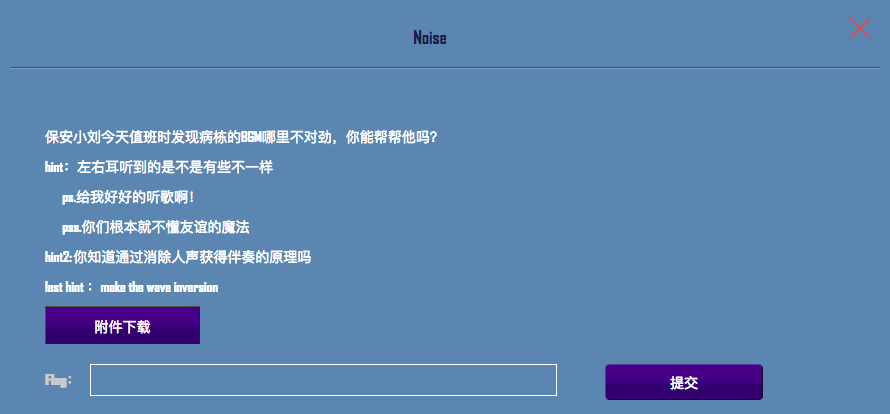 Noise
保安小刘今天值班时发现病栋的BGM哪里不对劲，你能帮帮他吗？
hint：左右耳听到的是不是有些不一样
ps.给我好好的听歌啊！
pss.你们根本就不懂友谊的魔法
hint2:你知道通过消除人声获得伴奏的原理吗
last hint：make the wave inversion
附件下载
Flag：
提交